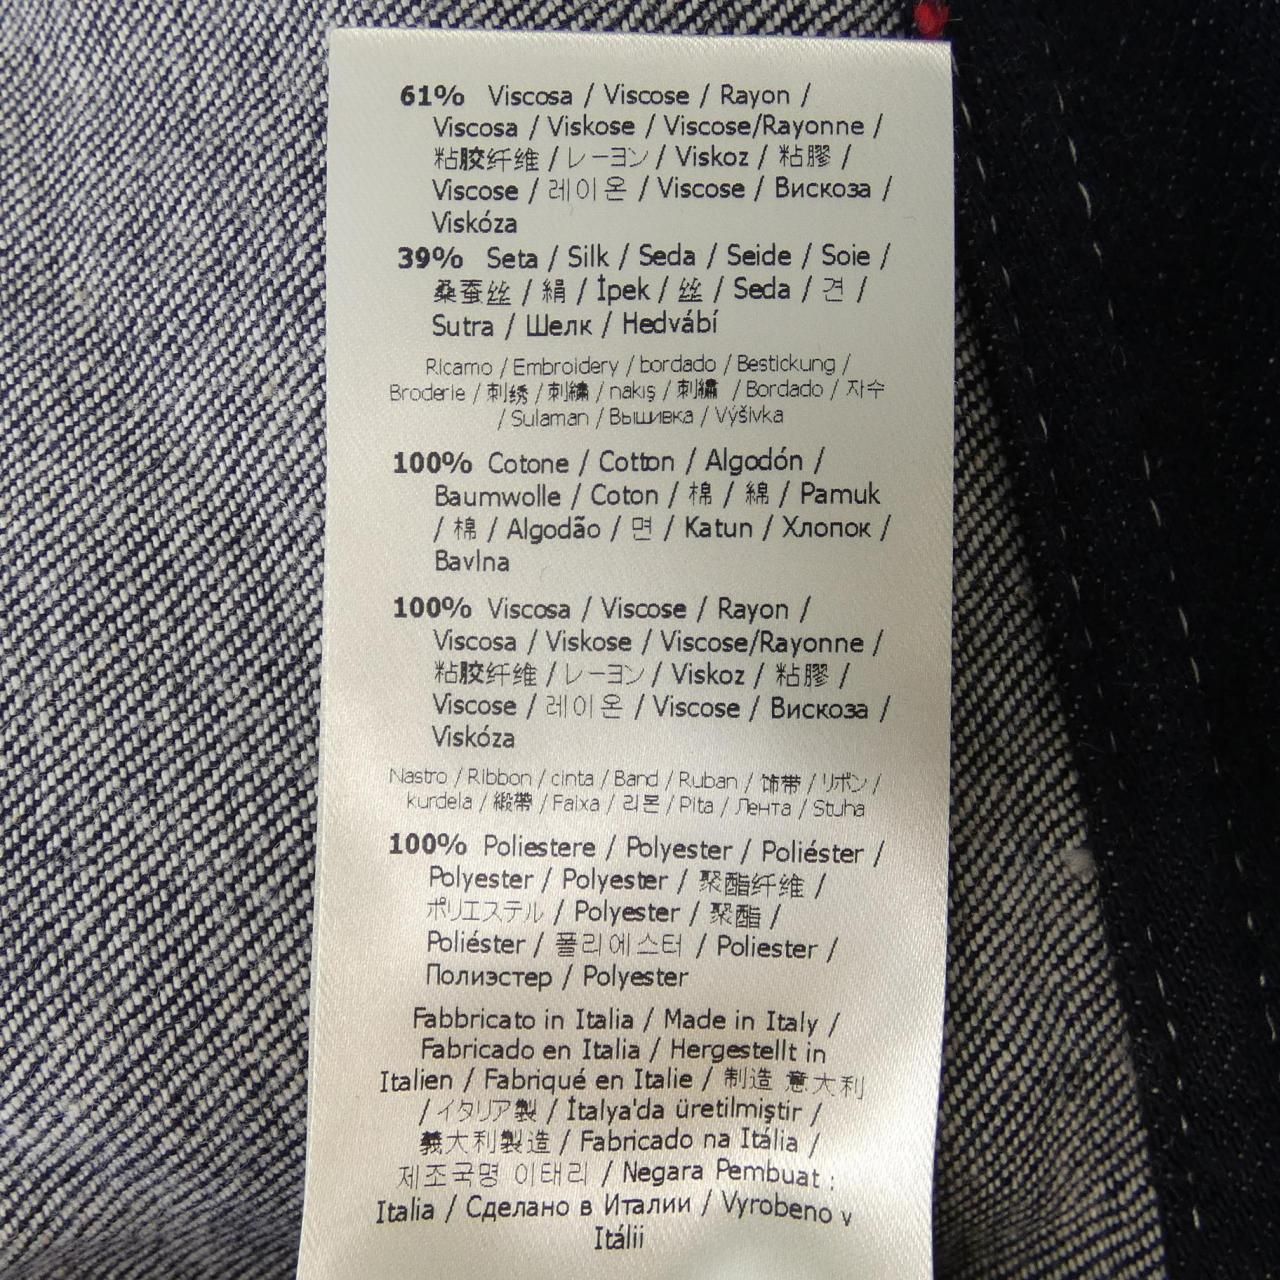 61% Viscosa / Viscose / Rayon /
Viscosa / Viskose / Viscose/Rayonne /
粘胶纤维 / レーヨン / Viskoz / 粘膠 /
Viscose / 레이온 / Viscose / Вискоза /
Viskóza
39% Seta / Silk / Seda / Seide / Soie /
桑蚕丝 / 絹 / İpek / 丝 / Seda / 견 /
Sutra / Шелк / Hedvábí
Ricamo / Embroidery / bordado / Bestickung /
Broderie / 刺绣 / 刺繡 / nakış / 刺繡 / Bordado / 자수
/ Sulaman / Вышивка / Výšivka
100% Cotone / Cotton / Algodón /
Baumwolle / Coton / 棉 / 綿 / Pamuk
/ 棉 / Algodão / 면 / Katun / Хлопок /
Bavlna
100% Viscosa / Viscose / Rayon /
Viscosa / Viskose / Viscose/Rayonne /
粘胶纤维 / レーヨン / Viskoz / 粘膠 /
Viscose / 레이온 / Viscose / Вискоза /
Viskóza
Nastro / Ribbon / cinta / Band / Ruban / 饰带 / リボン /
kurdela / 緞帶 / Faixa / 리본 / Pita / Лента / Stuha
100% Poliestere / Polyester / Poliéster /
Polyester / Polyester / 聚酯纤维 /
ポリエステル / Polyester / 聚酯 /
Poliéster / 폴리에스터 / Poliester /
Полиэстер / Polyester
Fabbricato in Italia / Made in Italy /
Fabricado en Italia / Hergestellt in
Italien / Fabriqué en Italie / 制造 意大利
/ イタリア製 / İtalya'da üretilmiştir /
義大利製造 / Fabricado na Itália /
제조국명 이태리 / Negara Pembuat :
Italia / Сделано в Италии / Vyrobeno v
Itálii